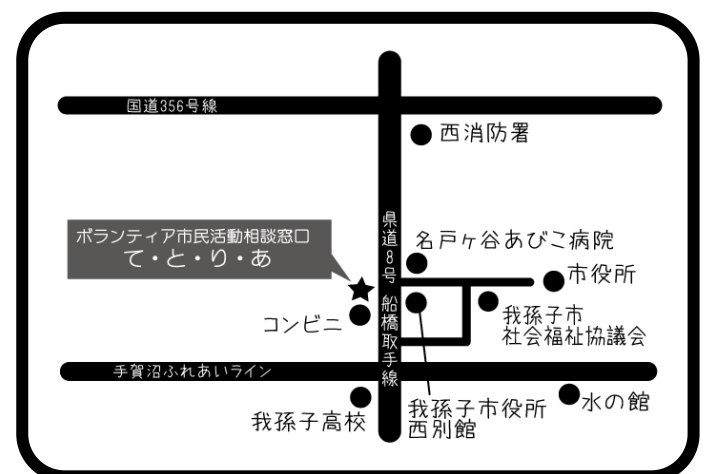 国道356号線
西消防署
ボランティア市民活動相談窓口
て・と・り・あ
県道8号 船橋取手線
名戸ヶ谷あびこ病院
市役所
コンビニ
我孫子市
社会福祉協議会
手賀沼ふれあいライン
我孫子高校
我孫子市役所
西別館
水の館